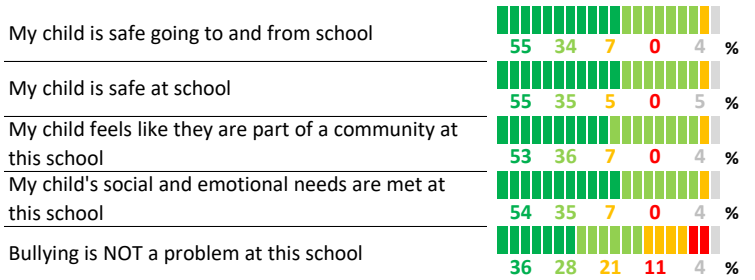 My child is safe going to and from school
55 34 7 0 4 %
My child is safe at school
55 35 5 0 5 %
My child feels like they are part of a community at
this school
53 36 7 0 4 %
My child's social and emotional needs are met at
this school
54 35 7 0 4 %
Bullying is NOT a problem at this school
36 28 21 11 4 %